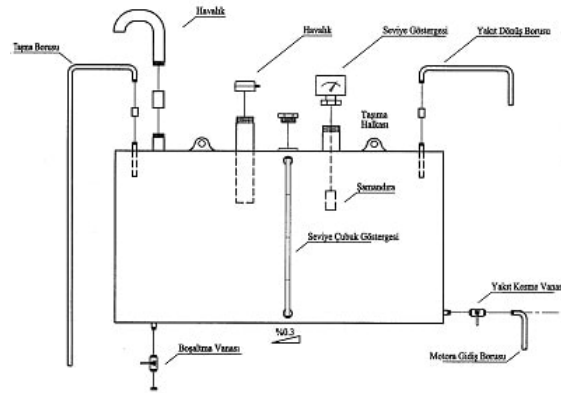 Havalık
Taşma Borusu
Havalık
Seviye Göstergesi
Yakıt Dönüş Borusu
Taşıma
Halkası
Şamandıra
Seviye Çubuk Göstergesi
Yakıt Kesme Vanas
%0.3
Boşaltma Vanası
Motora Gidiş Borusu